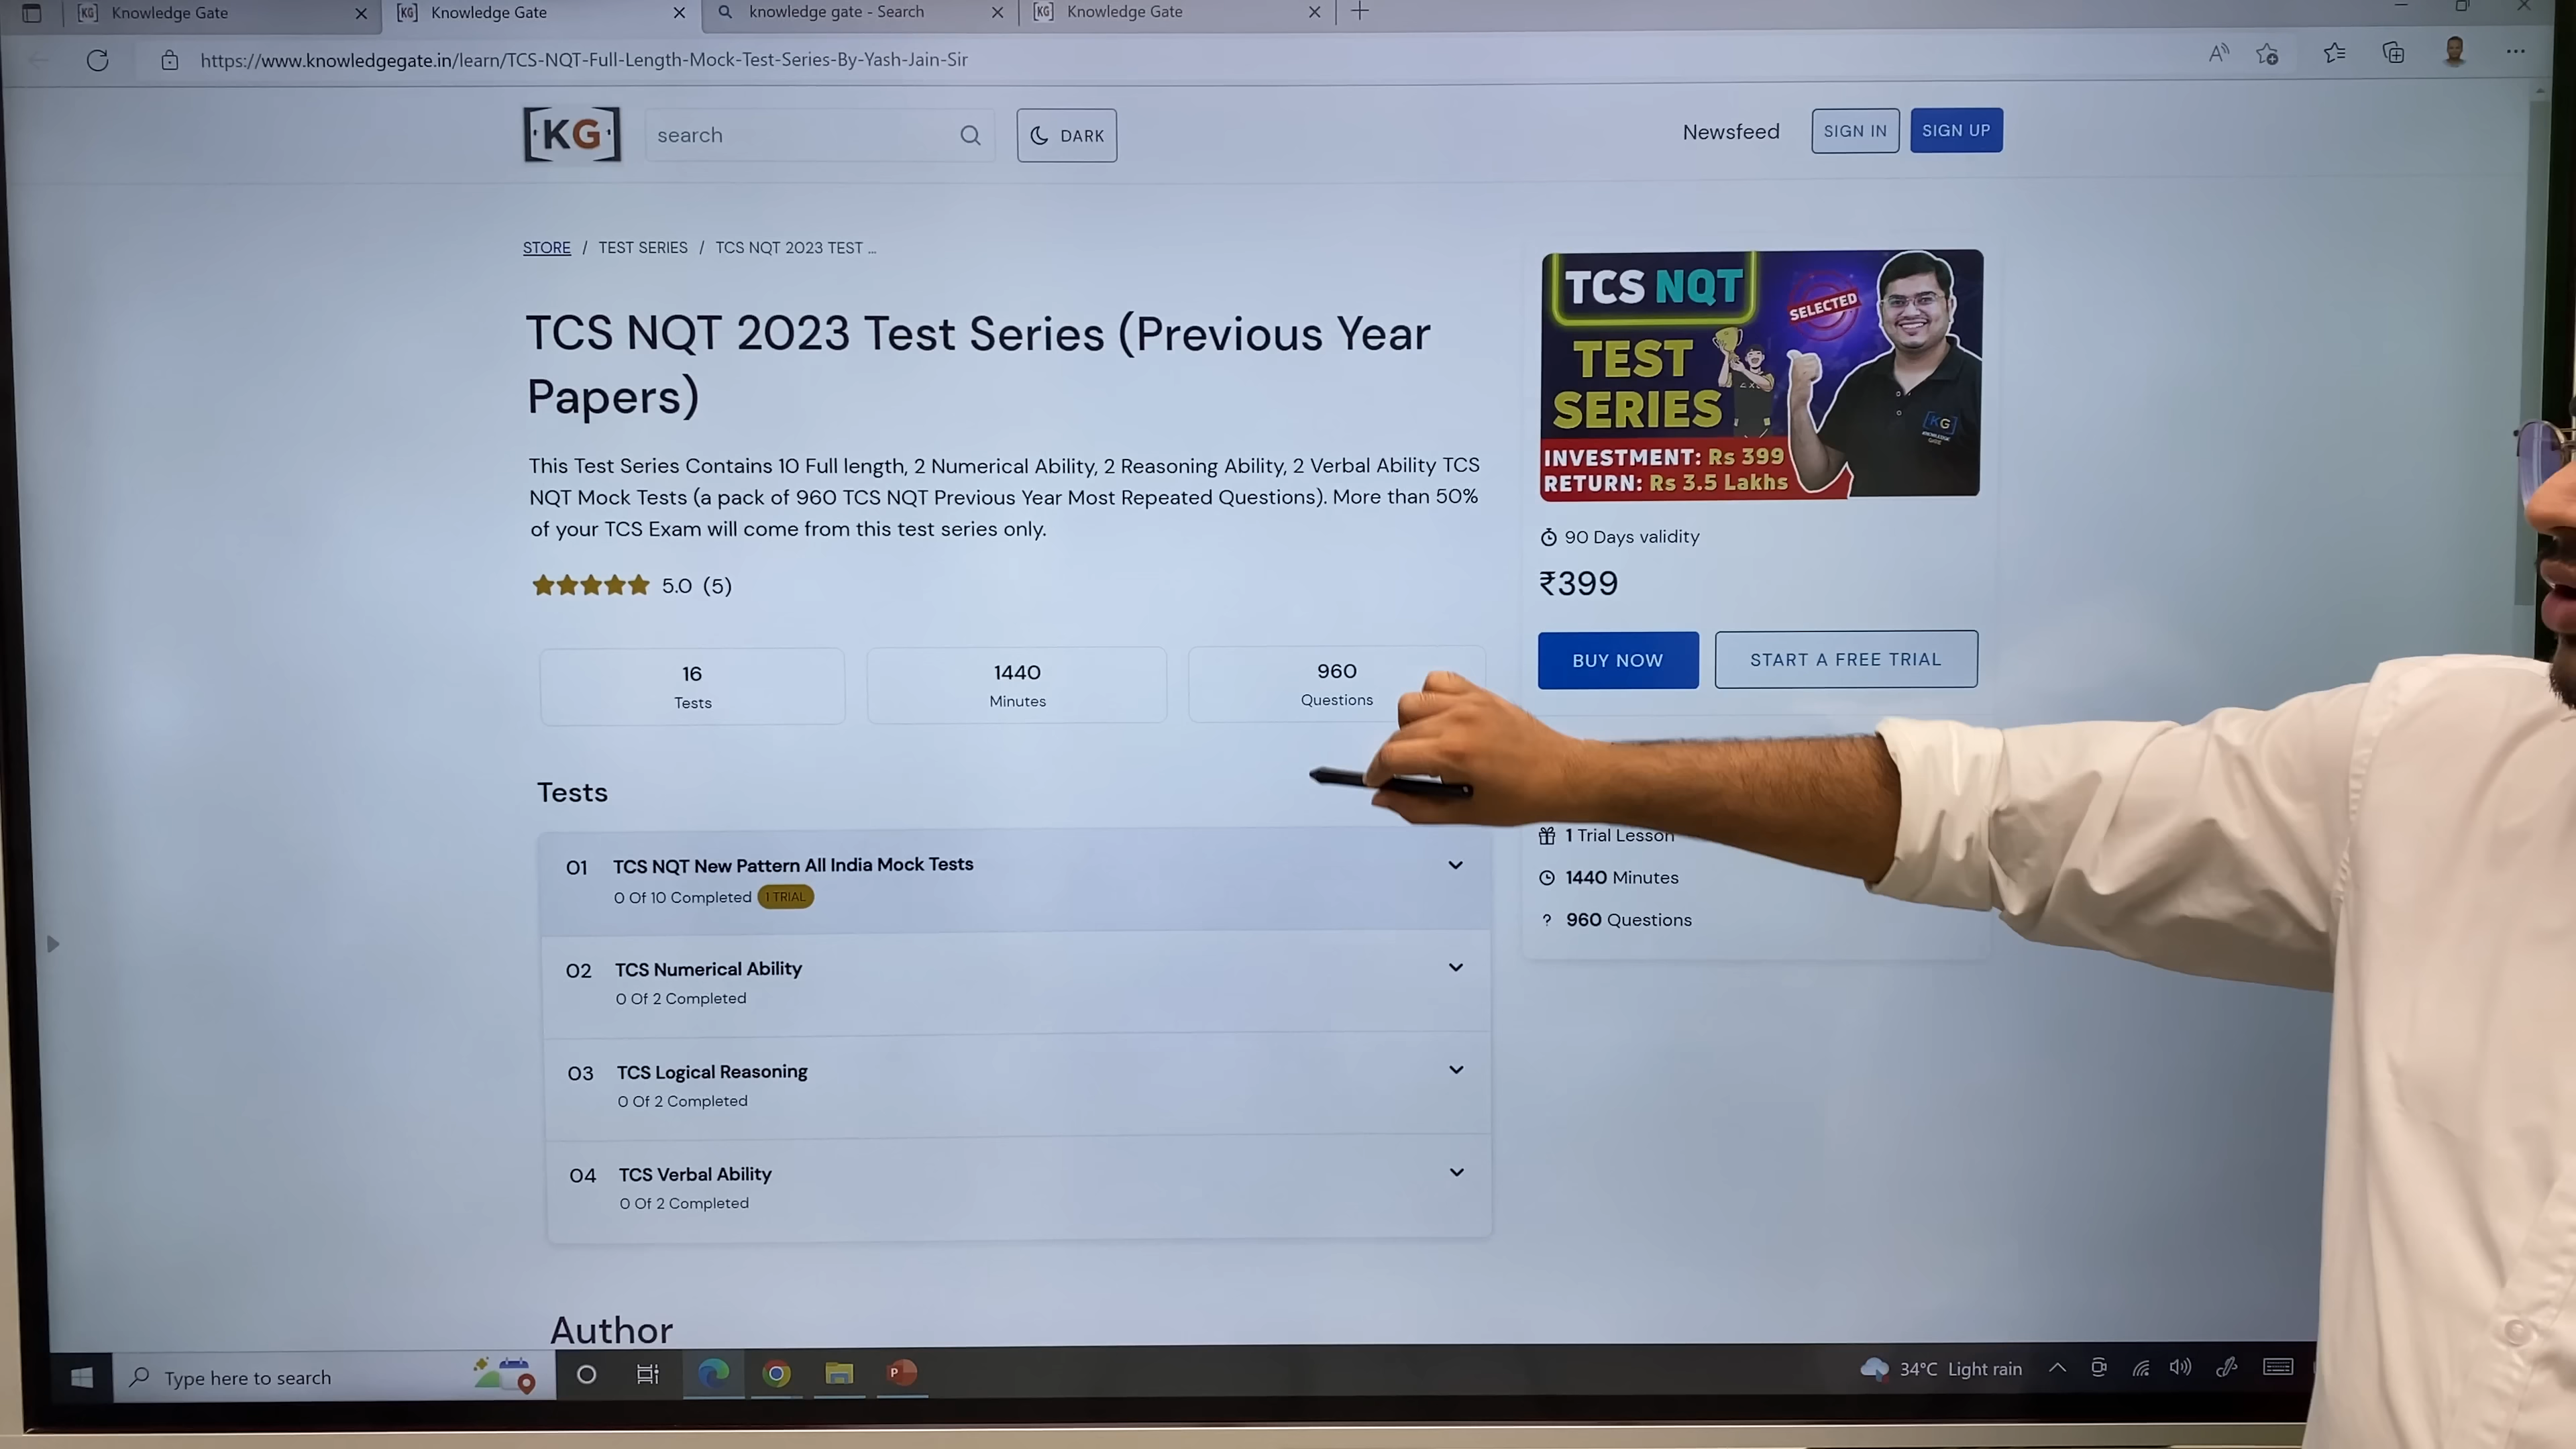 Knowledge Gate
Knowledge Gate
knowledge gate - Search
Knowledge Gate
https://www.knowledgegate.in/learn/TCS-NQT-Full-Length-Mock-Test-Series-By-Yash-Jain-Sir
KG
search
DARK
Newsfeed
SIGN IN
SIGN UP
STORE / TEST SERIES / TCS NQT 2023 TEST ...
TCS NQT 2023 Test Series (Previous Year
Papers)
This Test Series Contains 10 Full length, 2 Numerical Ability, 2 Reasoning Ability, 2 Verbal Ability TCS
NQT Mock Tests (a pack of 960 TCS NQT Previous Year Most Repeated Questions). More than 50%
of your TCS Exam will come from this test series only.
5.0 (5)
16
Tests
1440
Minutes
960
Questions
Tests
01 TCS NQT New Pattern All India Mock Tests
0 Of 10 Completed 1 TRIAL
02 TCS Numerical Ability
0 Of 2 Completed
03 TCS Logical Reasoning
0 Of 2 Completed
04 TCS Verbal Ability
0 Of 2 Completed
Author
TCS NQT
SELECTED
TEST
SERIES
KG
INVESTMENT: Rs 399
RETURN: Rs 3.5 Lakhs
90 Days validity
₹399
BUY NOW
START A FREE TRIAL
1 Trial Lesson
1440 Minutes
? 960 Questions
Type here to search
34°C Light rain